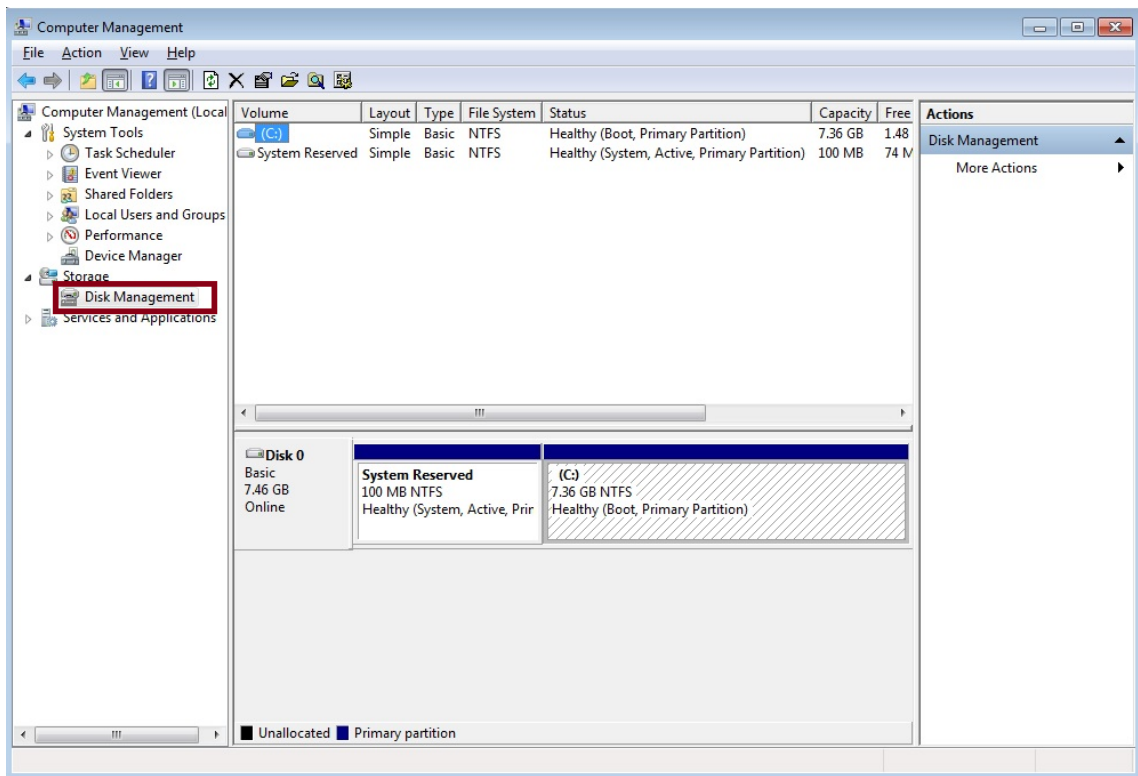 Computer Management
File Action View Help
Computer Management (Local
System Tools
Task Scheduler
Event Viewer
Shared Folders
Local Users and Groups
Performance
Device Manager
Storage
Disk Management
Services and Applications
Volume Layout Type File System Status Capacity Free
(C:) Simple Basic NTFS Healthy (Boot, Primary Partition) 7.36 GB 1.48
System Reserved Simple Basic NTFS Healthy (System, Active, Primary Partition) 100 MB 74 M
Disk 0
Basic
7.46 GB
Online
System Reserved
100 MB NTFS
Healthy (System, Active, Prir
(C:)
7.36 GB NTFS
Healthy (Boot, Primary Partition)
Unallocated Primary partition
Actions
Disk Management
More Actions